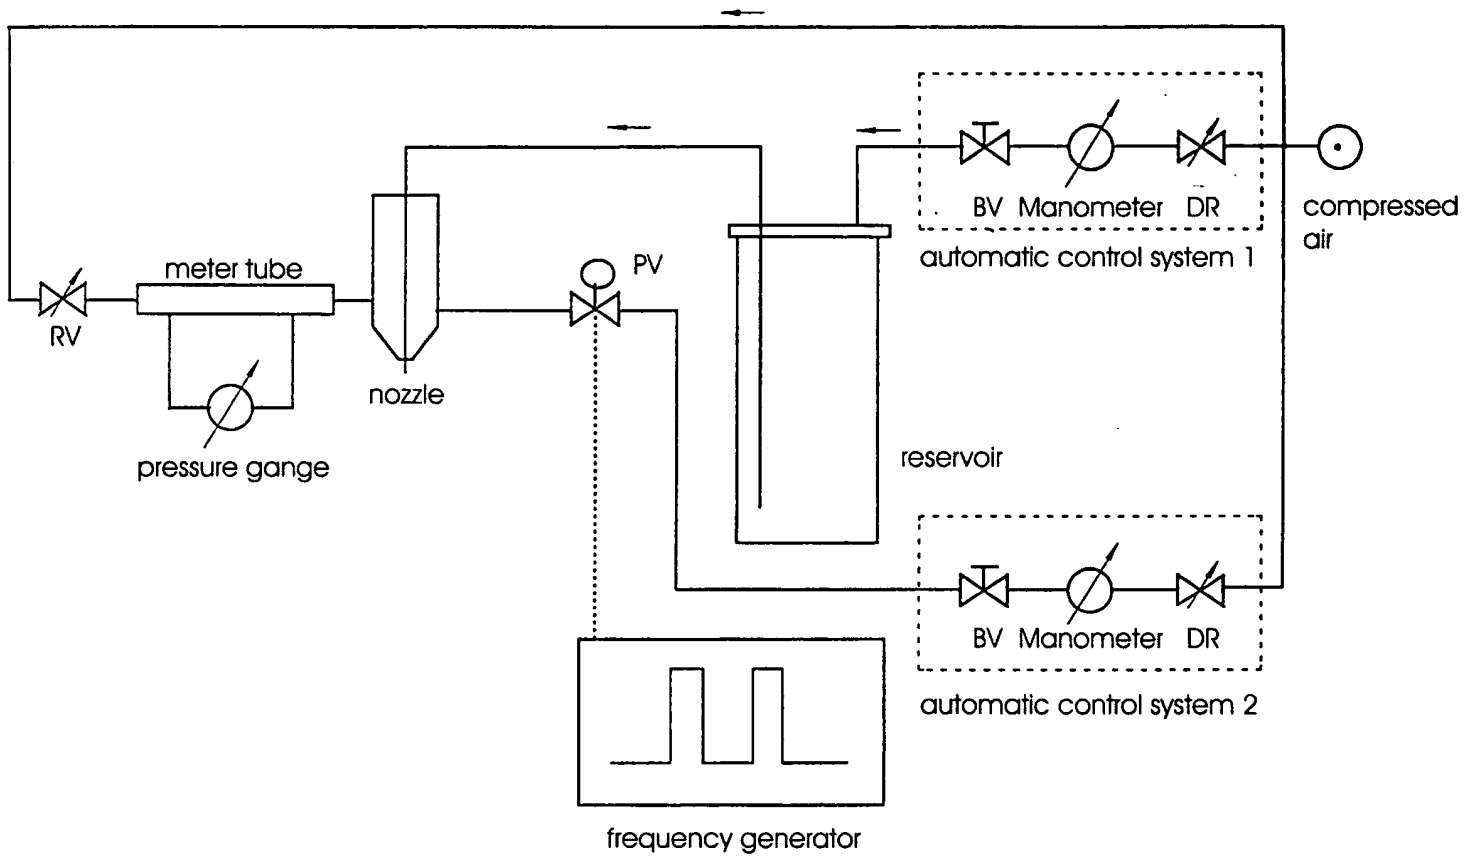 BV Manometer DR
compressed
air
automatic control system 1
PV
meter tube
RV
nozzle
pressure gange
reservoir
BV Manometer DR
automatic control system 2
frequency generator